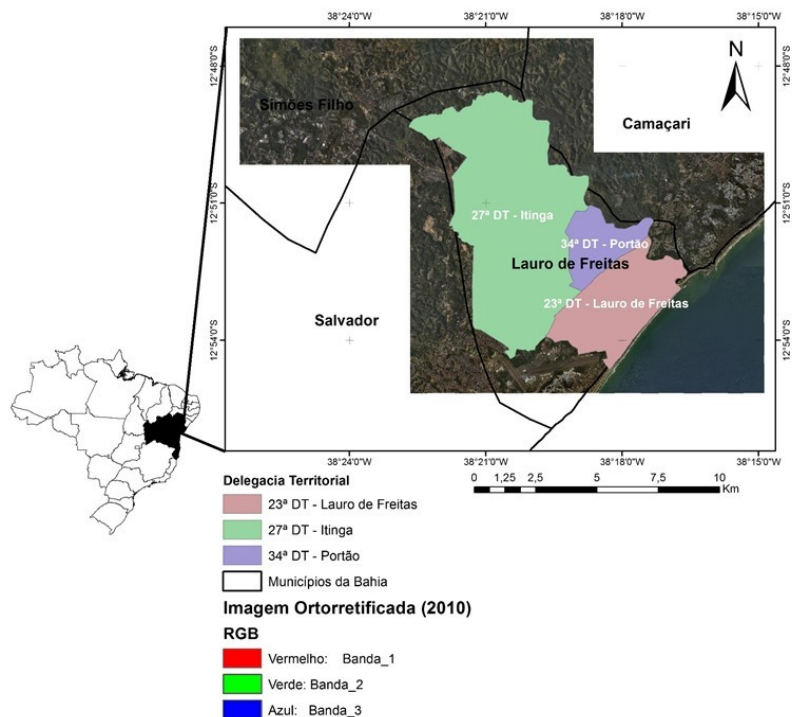 38°24'0"W
38°21'0"W
38°18'0"W
38°15'0"W
12°48'0"S
12°48'0"S
N
Simões Filho
Camaçari
12°51'0"S
12°51'0"S
27ª DT - Itinga
34ª DT - Portão
Lauro de Freitas
23ª DT - Lauro de Freitas
Salvador
12°54'0"S
12°54'0"S
38°24'0"W
38°21'0"W
38°18'0"W
38°15'0"W
Delegacia Territorial
23ª DT - Lauro de Freitas
27ª DT - Itinga
34ª DT - Portão
Municípios da Bahia
0 1,25 2,5 5 7,5 10
Km
Imagem Ortorretificada (2010)
RGB
Vermelho: Banda_1
Verde: Banda_2
Azul: Banda_3